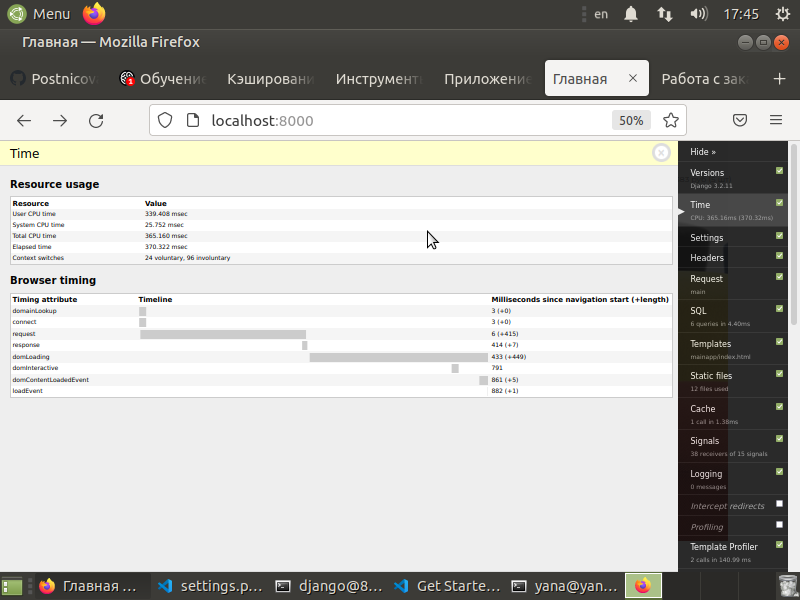 Menu
en
17:45
Главная — Mozilla Firefox
Postnicov
Обучение
Кэшировани
Инструмент
Приложение
Главная
Работа с зак
localhost:8000
50%
Time
Resource usage
Resource Value
User CPU time 339.408 msec
System CPU time 25.752 msec
Total CPU time 365.160 msec
Elapsed time 370.322 msec
Context switches 24 voluntary, 96 involuntary
Browser timing
Timing attribute Timeline Milliseconds since navigation start (+length)
domainLookup 3 (+0)
connect 3 (+0)
request 6 (+415)
response 414 (+7)
domLoading 433 (+449)
domInteractive 791
domContentLoadedEvent 861 (+5)
loadEvent 882 (+1)
Hide »
Versions
Django 3.2.11
Time
CPU: 365.16ms (370.32ms)
Settings
Headers
Request
main
SQL
6 queries in 4.40ms
Templates
mainapp/index.html
Static files
12 files used
Cache
1 call in 1.38ms
Signals
38 receivers of 15 signals
Logging
0 messages
Intercept redirects
Profiling
Template Profiler
2 calls in 140.99 ms
Главная ...
settings.p...
django@8...
Get Starte...
yana@yan...